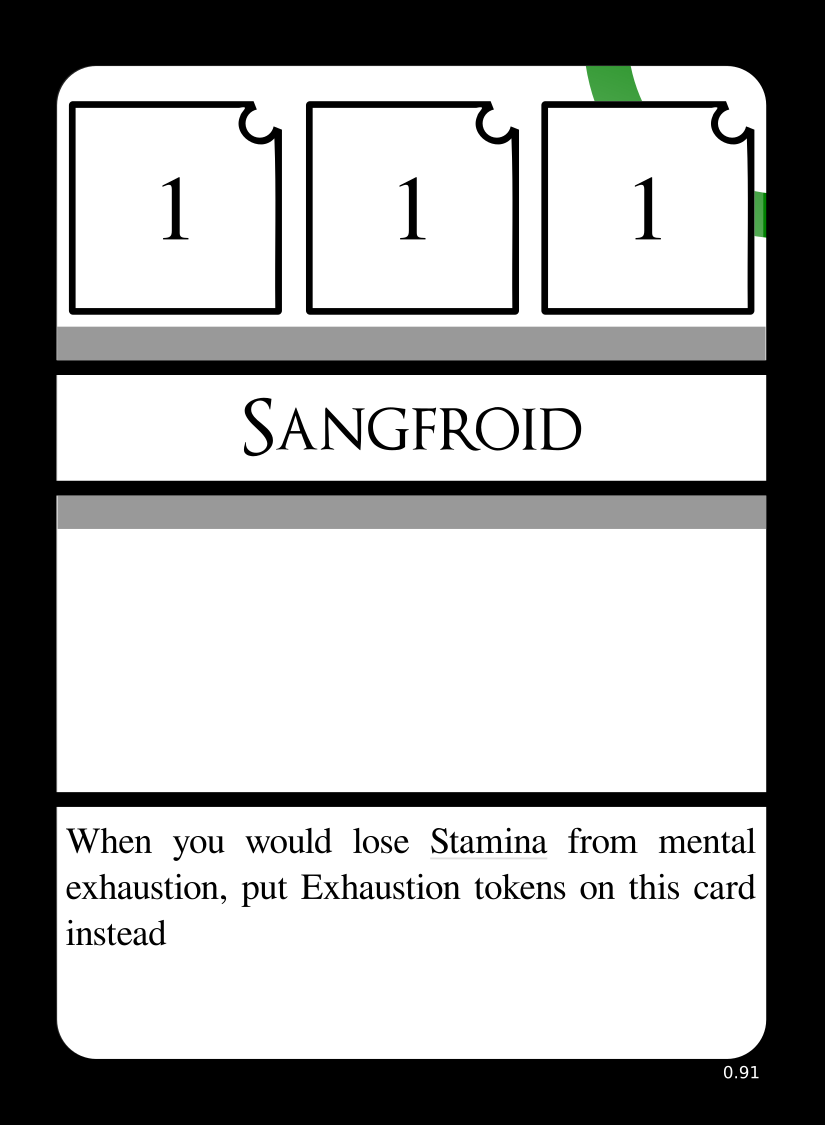 1 1 1
Sangfroid
When you would lose Stamina from mental
exhaustion, put Exhaustion tokens on this card
instead
0.91